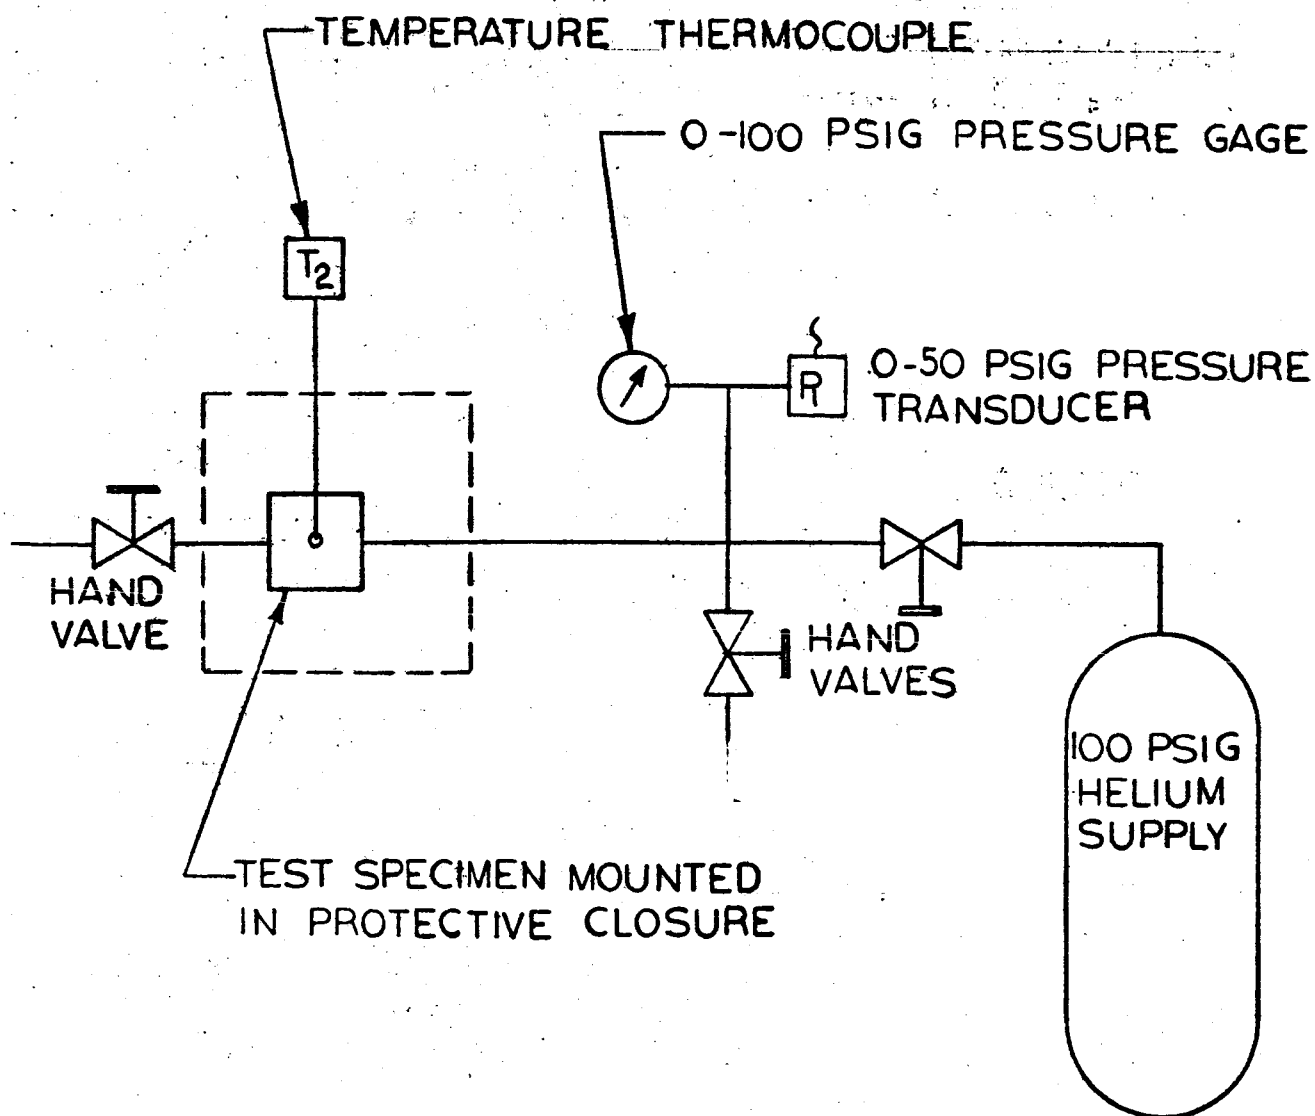 TEMPERATURE THERMOCOUPLE
0-100 PSIG PRESSURE GAGE
T2
R
0-50 PSIG PRESSURE
TRANSDUCER
HAND
VALVE
HAND
VALVES
100 PSIG
HELIUM
SUPPLY
TEST SPECIMEN MOUNTED
IN PROTECTIVE CLOSURE